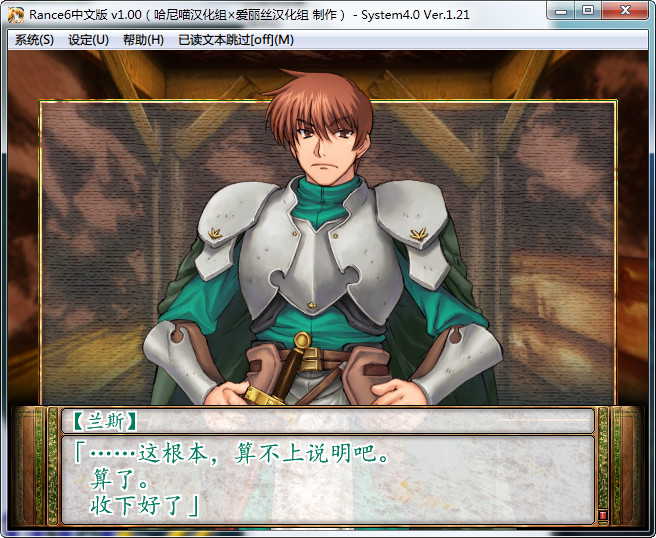 Rance6中文版 v1.00（哈尼喵汉化组×爱丽丝汉化组 制作） - System4.0 Ver.1.21
系统(S) 设定(U) 帮助(H) 已读文本跳过[off](M)
【兰斯】
「……这根本，算不上说明吧。
算了。
收下好了」
T